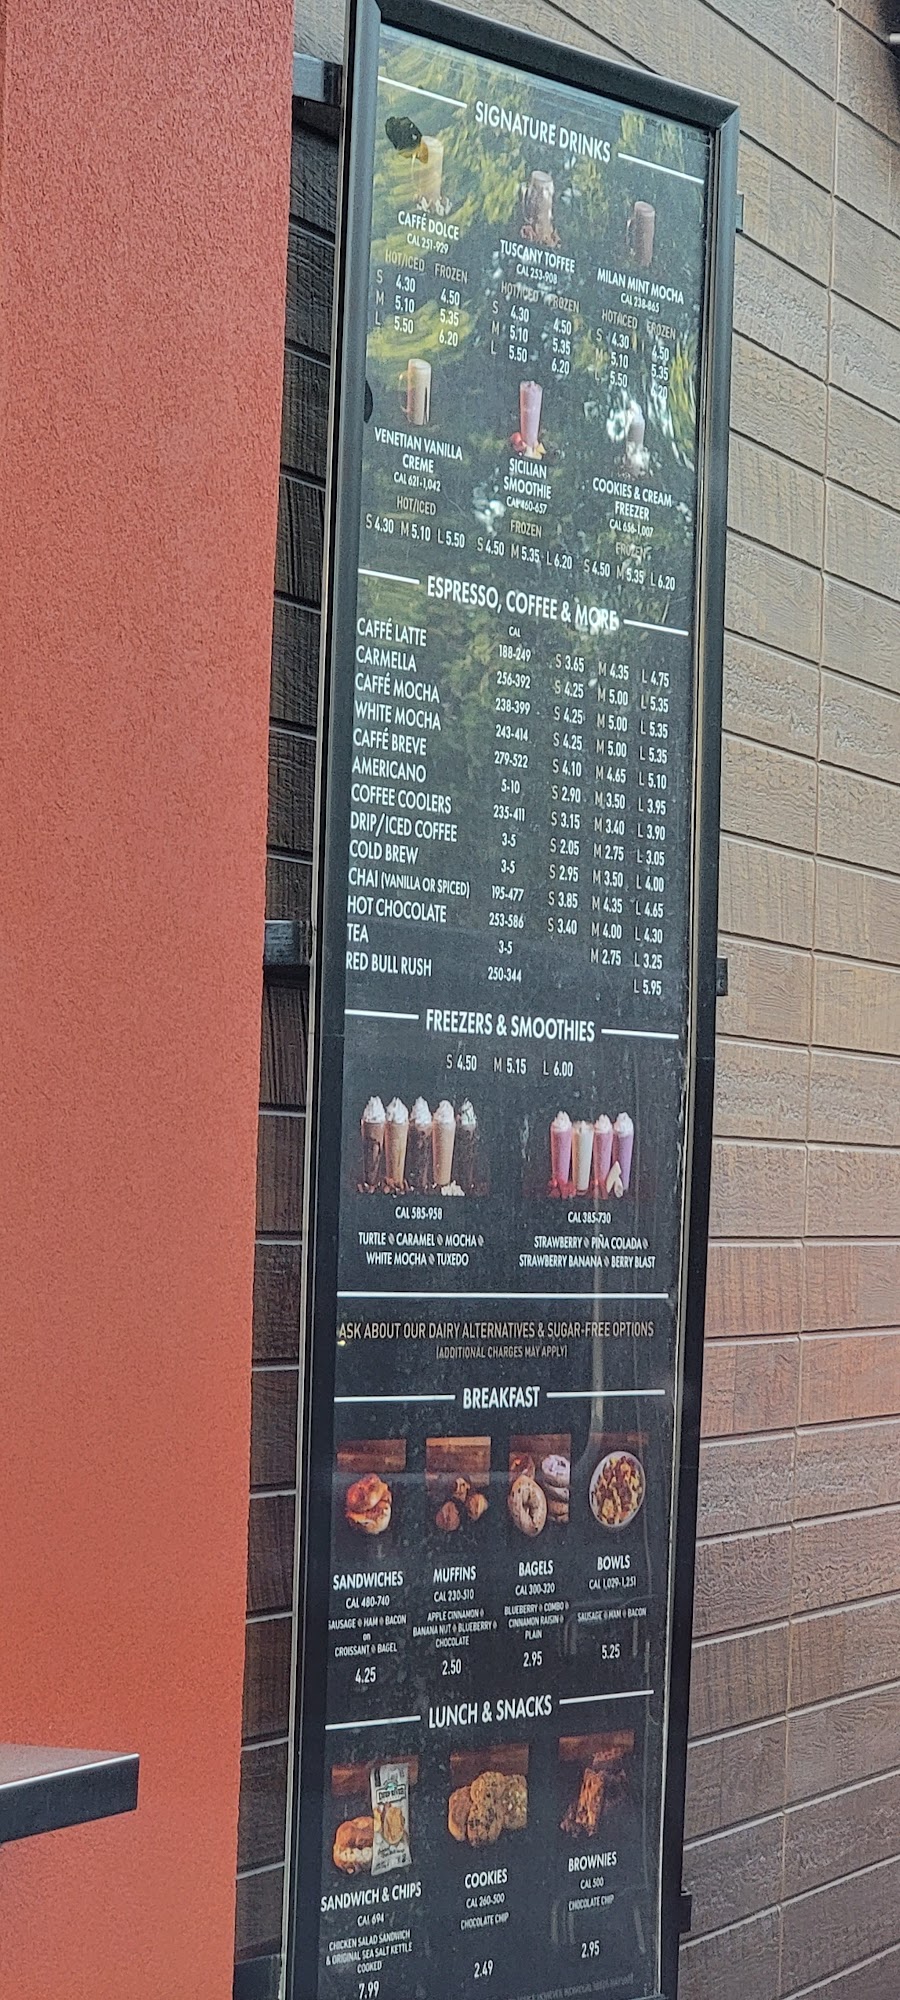 SIGNATURE DRINKS
CAFFÉ DOLCE
CAL 251-929
HOT/ICED FROZEN
S 4.30 4.50
M 5.10 5.35
L 5.50 6.20
TUSCANY TOFFEE
CAL 253-908
HOT/ICED FROZEN
S 4.30 4.50
M 5.10 5.35
L 5.50 6.20
MILAN MINT MOCHA
CAL 238-865
HOT/ICED FROZEN
S 4.30 4.50
M 5.10 5.35
L 5.50 6.20
VENETIAN VANILLA
CREME
CAL 621-1,042
HOT/ICED
S 4.30 M 5.10 L 5.50
SICILIAN
SMOOTHIE
CAL 460-657
FROZEN
S 4.50 M 5.35 L 6.20
COOKIES & CREAM
FREEZER
CAL 656-1,007
FROZEN
S 4.50 M 5.35 L 6.20
ESPRESSO, COFFEE & MORE
CAL
CAFFÉ LATTE 188-249 S 3.65 M 4.35 L 4.75
CARMELLA 256-392 S 4.25 M 5.00 L 5.35
CAFFÉ MOCHA 238-399 S 4.25 M 5.00 L 5.35
WHITE MOCHA 243-414 S 4.25 M 5.00 L 5.35
CAFFÉ BREVE 279-522 S 4.10 M 4.65 L 5.10
AMERICANO 5-10 S 2.90 M 3.50 L 3.95
COFFEE COOLERS 235-411 S 3.15 M 3.40 L 3.90
DRIP/ICED COFFEE 3-5 S 2.05 M 2.75 L 3.05
COLD BREW 3-5 S 2.95 M 3.50 L 4.00
CHAI (VANILLA OR SPICED) 195-477 S 3.85 M 4.35 L 4.65
HOT CHOCOLATE 253-586 S 3.40 M 4.00 L 4.30
TEA 3-5 M 2.75 L 3.25
RED BULL RUSH 250-344 L 5.95
FREEZERS & SMOOTHIES
S 4.50 M 5.15 L 6.00
CAL 585-958
TURTLE CARAMEL MOCHA
WHITE MOCHA TUXEDO
CAL 385-730
STRAWBERRY PIÑA COLADA
STRAWBERRY BANANA BERRY BLAST
ASK ABOUT OUR DAIRY ALTERNATIVES & SUGAR-FREE OPTIONS
(ADDITIONAL CHARGES MAY APPLY)
BREAKFAST
SANDWICHES
CAL 480-740
SAUSAGE HAM BACON
on
CROISSANT BAGEL
4.25
MUFFINS
CAL 230-510
APPLE CINNAMON
BANANA NUT BLUEBERRY
CHOCOLATE
2.50
BAGELS
CAL 300-320
BLUEBERRY COMBO
CINNAMON RAISIN
PLAIN
2.95
BOWLS
CAL 1,029-1,251
SAUSAGE HAM BACON
5.25
LUNCH & SNACKS
SANDWICH & CHIPS
CAL 694
CHICKEN SALAD SANDWICH
& ORIGINAL SEA SALT KETTLE
COOKED
7.99
COOKIES
CAL 260-500
CHOCOLATE CHIP
2.49
BROWNIES
CAL 500
CHOCOLATE CHIP
2.95